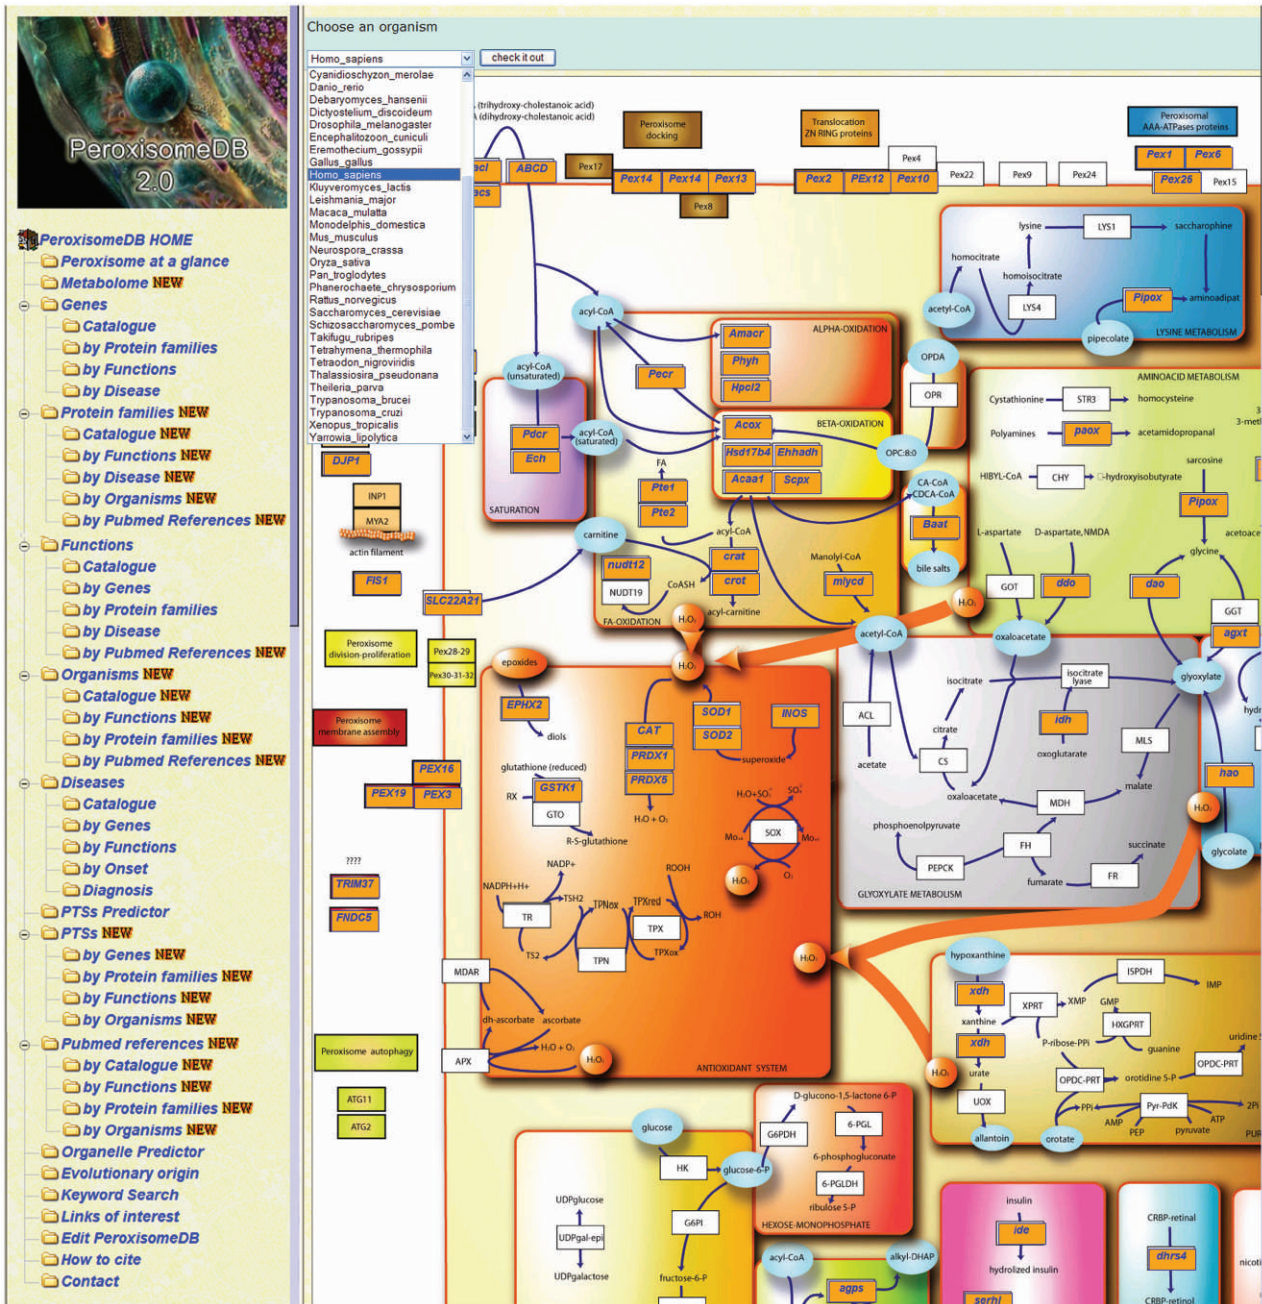 PeroxisomeDB
2.0
PeroxisomeDB HOME
Peroxisome at a glance
Metabolome NEW
Genes
Catalogue
by Protein families
by Functions
by Disease
Protein families NEW
Catalogue NEW
by Functions NEW
by Disease NEW
by Organisms NEW
by Pubmed References NEW
Functions
Catalogue
by Genes
by Protein families
by Disease
by Pubmed References NEW
Organisms NEW
Catalogue NEW
by Functions NEW
by Protein families NEW
by Pubmed References NEW
Diseases
Catalogue
by Genes
by Functions
by Onset
Diagnosis
PTSs Predictor
PTSs NEW
by Genes NEW
by Protein families NEW
by Functions NEW
by Organisms NEW
Pubmed references NEW
by Catalogue NEW
by Functions NEW
by Protein families NEW
by Organisms NEW
Organelle Predictor
Evolutionary origin
Keyword Search
Links of interest
Edit PeroxisomeDB
How to cite
Contact
Choose an organism
Homo_sapiens
check it out
Cyanidioschyzon_merolae
Danio_rerio
Debaryomyces_hansenii
Dictyostelium_discoideum
Drosophila_melanogaster
Encephalitozoon_cuniculi
Eremothecium_gossypii
Gallus_gallus
Homo_sapiens
Kluyveromyces_lactis
Leishmania_major
Macaca_mulatta
Monodelphis_domestica
Mus_musculus
Neurospora_crassa
Oryza_sativa
Pan_troglodytes
Phanerochaete_chrysosporium
Rattus_norvegicus
Saccharomyces_cerevisiae
Schizosaccharomyces_pombe
Takifugu_rubripes
Tetrahymena_thermophila
Tetraodon_nigroviridis
Thalassiosira_pseudonana
Theileria_parva
Trypanosoma_brucei
Trypanosoma_cruzi
Xenopus_tropicalis
Yarrowia_lipolytica
(trihydroxy-cholestanoic acid)
(dihydroxy-cholestanoic acid)
ABCD
Peroxisome
docking
Pex17
Pex14
Pex14
Pex13
Pex8
Translocation
ZN RING proteins
Pex4
Pex2
PEx12
Pex10
Pex22
Pex9
Pex24
Peroxisomal
AAA-ATPases proteins
Pex1
Pex6
Pex26
Pex15
lysine
LYS1
saccharophine
homocitrate
homoisocitrate
LYS4
acetyl-CoA
Pipox
aminoadipat
pipecolate
LYSINE METABOLISM
acyl-CoA
Amacr
ALPHA-OXIDATION
Phyh
Hpcl2
Pecr
acyl-CoA
(unsaturated)
Pdcr
Ech
acyl-CoA
(saturated)
SATURATION
Acox
BETA-OXIDATION
Hsd17b4
Ehhadh
Acaa1
Scpx
FA
Pte1
Pte2
acyl-CoA
carnitine
nudt12
NUDT19
CoASH
crat
crot
acyl-carnitine
FA-OXIDATION
Manolyl-CoA
mlycd
acetyl-CoA
OPDA
OPR
OPC:8:0
CA-CoA
CDCA-CoA
Baat
bile salts
AMINOACID METABOLISM
Cystathionine
STR3
homocysteine
Polyamines
paox
acetamidopropanal
HIBYL-CoA
CHY
-hydroxyisobutyrate
sarcosine
Pipox
glycine
L-aspartate
D-aspartate,NMDA
GOT
ddo
oxaloacetate
dao
GGT
agxt
glyoxylate
hao
glycolate
DJP1
INP1
MYA2
actin filament
FIS1
SLC22A21
Peroxisome
division-proliferation
Pex28-29
Pex30-31-32
Peroxisome
membrane assembly
PEX16
PEX19
PEX3
????
TRIM37
FNDC5
Peroxisome autophagy
ATG11
ATG2
H₂O₂
H₂O₂
H₂O₂
epoxides
EPHX2
diols
glutathione (reduced)
RX
GSTK1
GTO
R-S-glutathione
CAT
PRDX1
PRDX5
H₂O + O₂
SOD1
SOD2
INOS
superoxide
SOX
O₂
H₂O₂
NADP+
NADPH+H+
TR
TSH2
TS2
TPNox
TPN
TPXred
TPX
TPXox
ROOH
ROH
MDAR
dh-ascorbate
ascorbate
APX
H₂O + O₂
H₂O₂
H₂O₂
ANTIOXIDANT SYSTEM
ACL
acetate
isocitrate
isocitrate
lyase
citrate
CS
idh
oxoglutarate
MLS
malate
oxaloacetate
MDH
phosphoenolpyruvate
PEPCK
FH
fumarate
FR
succinate
GLYOXYLATE METABOLISM
H₂O₂
H₂O₂
hypoxanthine
xdh
xanthine
xdh
urate
UOX
allantoin
XPRT
XMP
ISPDH
IMP
GMP
HXGPRT
guanine
P-ribose-PPi
OPDC-PRT
orotidine 5-P
OPDC-PRT
orotate
PPi
Pyr-PdK
AMP
PEP
pyruvate
ATP
2Pi
glucose
HK
glucose-6-P
G6PI
fructose-6-P
UDPglucose
UDPgal-epi
UDPgalactose
D-glucono-1,5-lactone 6-P
G6PDH
6-PGL
6-phosphogluconate
6-PGLDH
ribulose 5-P
HEXOSE-MONOPHOSPHATE
acyl-CoA
alkyl-DHAP
agps
insulin
ide
hydrolized insulin
serhl
CRBP-retinal
dhrs4
CRBP-retinol